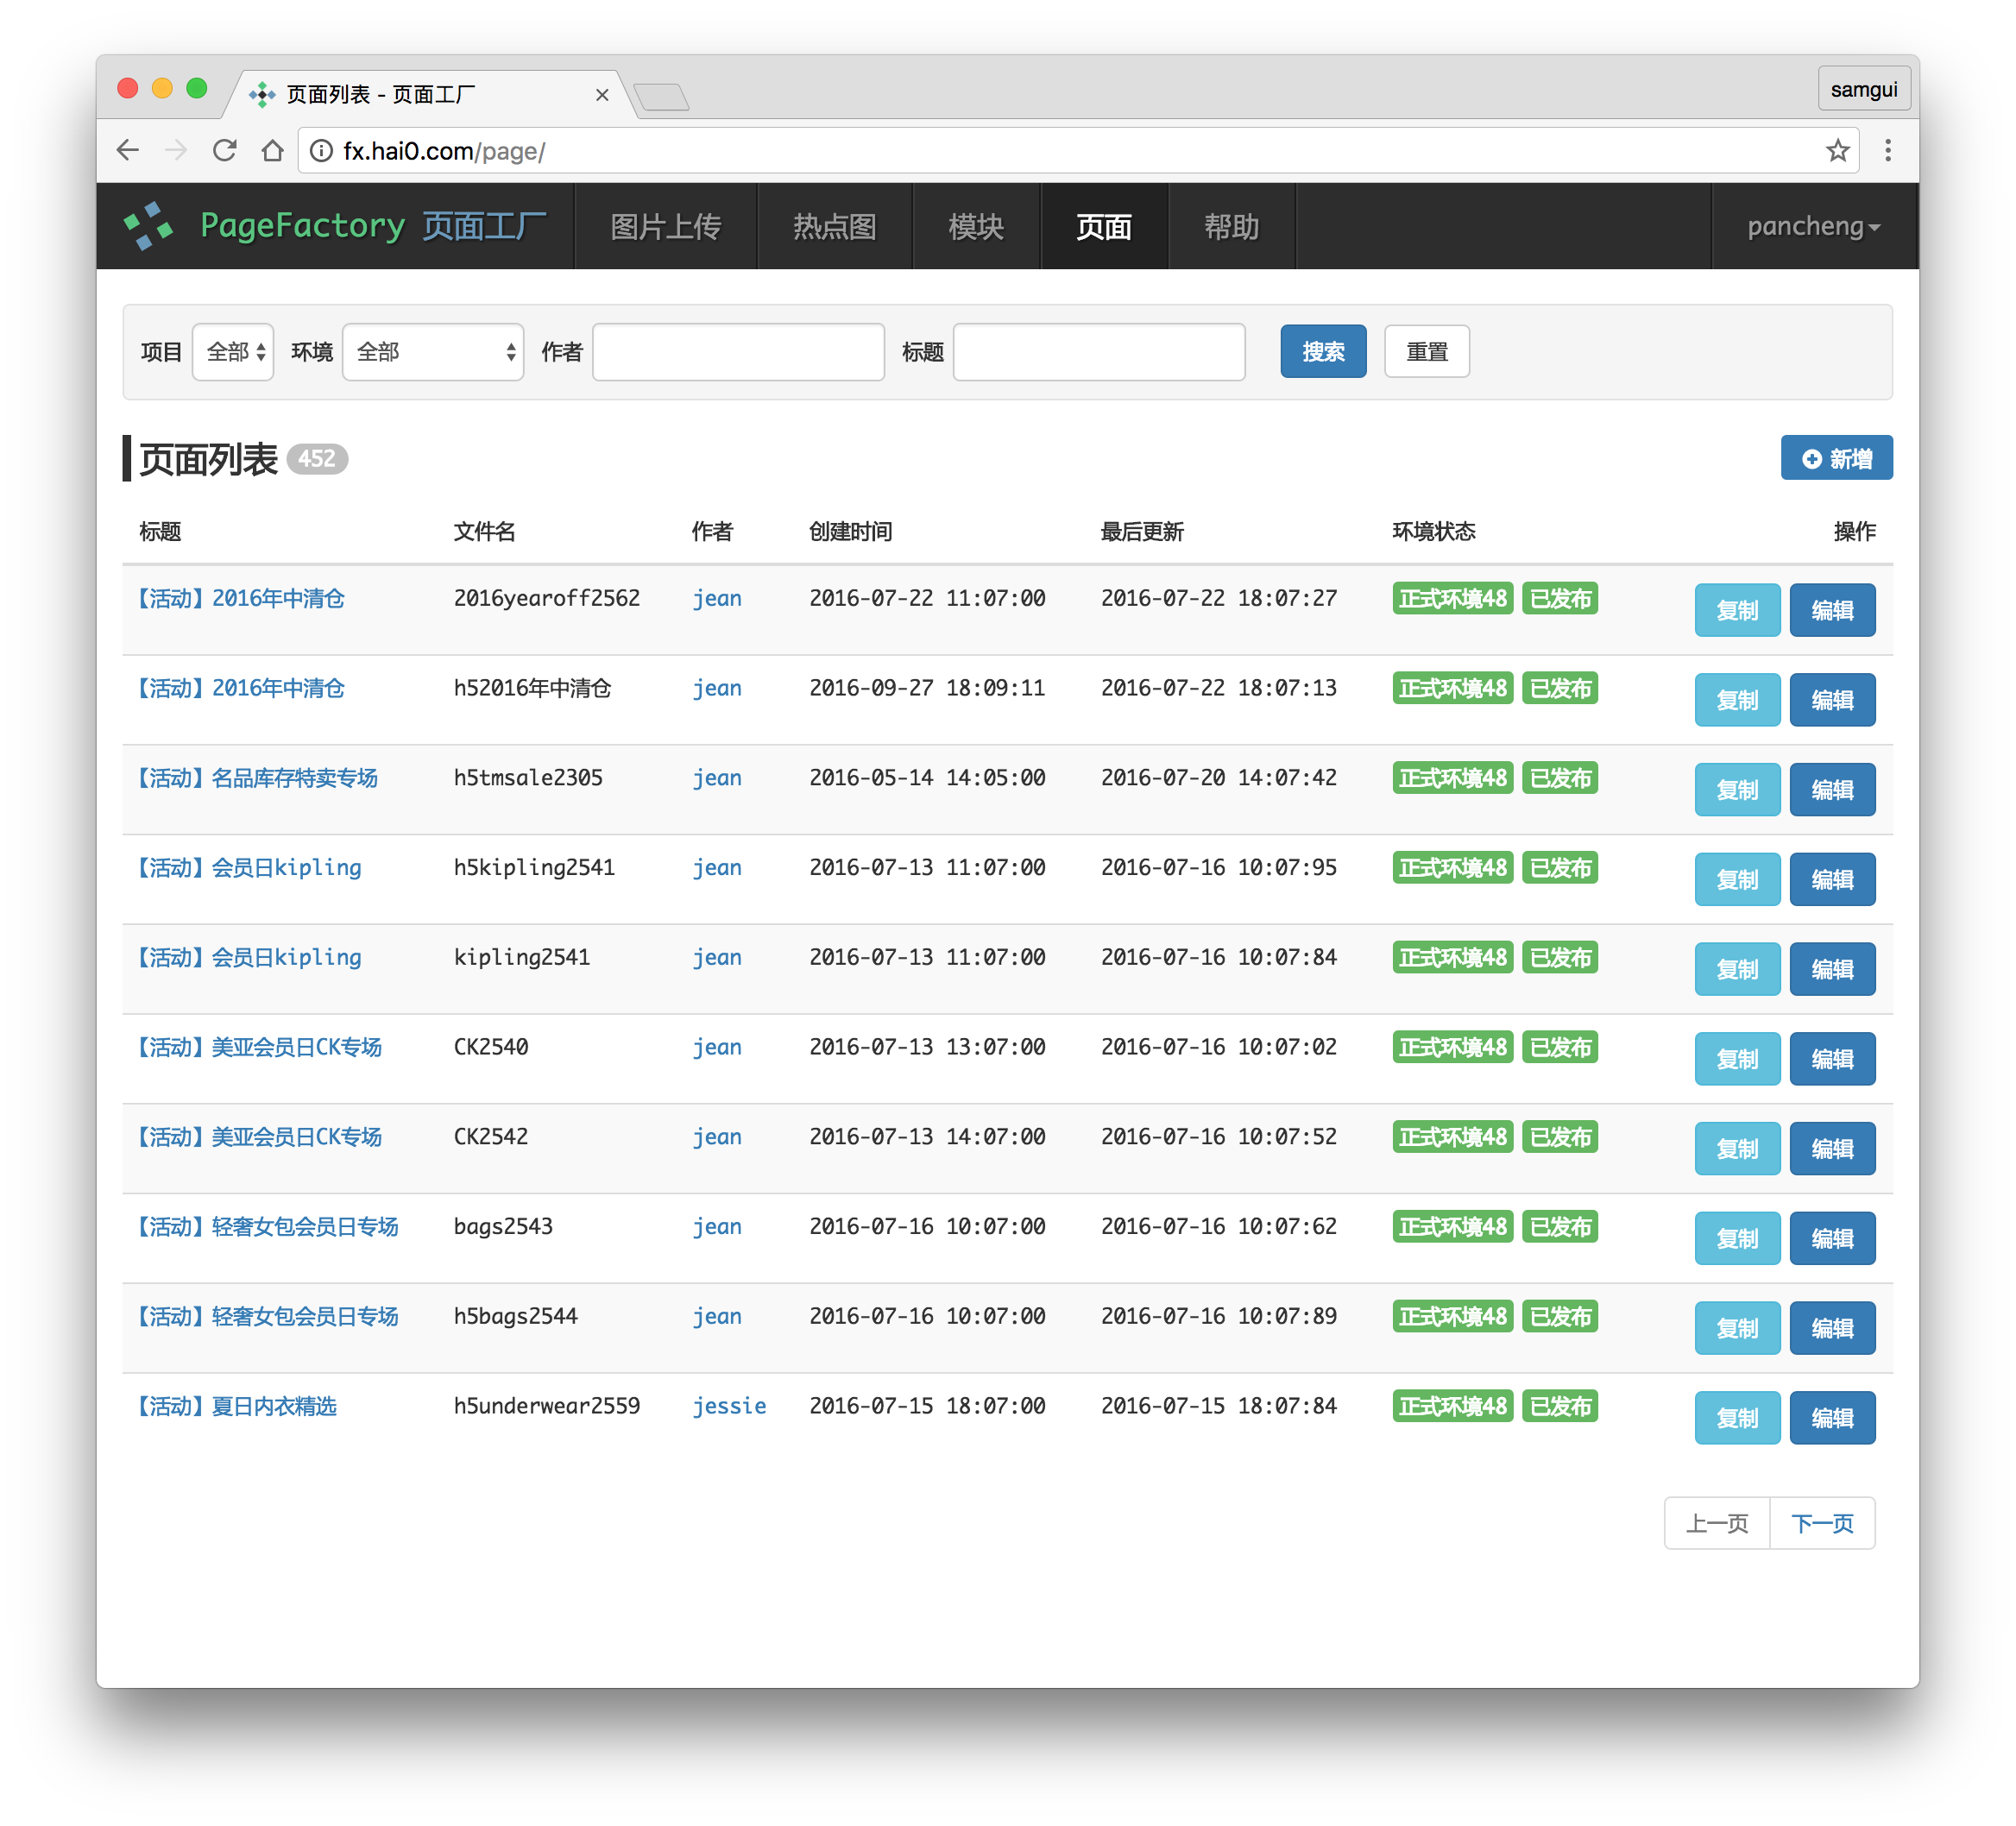 页面列表 - 页面工厂
samgui
fx.hai0.com/page/
PageFactory 页面工厂 图片上传 热点图 模块 页面 帮助 pancheng
项目 全部 环境 全部 作者 标题 搜索 重置
页面列表 452 新增
标题 文件名 作者 创建时间 最后更新 环境状态 操作
【活动】2016年中清仓 2016yearoff2562 jean 2016-07-22 11:07:00 2016-07-22 18:07:27 正式环境48 已发布 复制 编辑
【活动】2016年中清仓 h52016年中清仓 jean 2016-09-27 18:09:11 2016-07-22 18:07:13 正式环境48 已发布 复制 编辑
【活动】名品库存特卖专场 h5tmsale2305 jean 2016-05-14 14:05:00 2016-07-20 14:07:42 正式环境48 已发布 复制 编辑
【活动】会员日kipling h5kipling2541 jean 2016-07-13 11:07:00 2016-07-16 10:07:95 正式环境48 已发布 复制 编辑
【活动】会员日kipling kipling2541 jean 2016-07-13 11:07:00 2016-07-16 10:07:84 正式环境48 已发布 复制 编辑
【活动】美亚会员日CK专场 CK2540 jean 2016-07-13 13:07:00 2016-07-16 10:07:02 正式环境48 已发布 复制 编辑
【活动】美亚会员日CK专场 CK2542 jean 2016-07-13 14:07:00 2016-07-16 10:07:52 正式环境48 已发布 复制 编辑
【活动】轻奢女包会员日专场 bags2543 jean 2016-07-16 10:07:00 2016-07-16 10:07:62 正式环境48 已发布 复制 编辑
【活动】轻奢女包会员日专场 h5bags2544 jean 2016-07-16 10:07:00 2016-07-16 10:07:89 正式环境48 已发布 复制 编辑
【活动】夏日内衣精选 h5underwear2559 jessie 2016-07-15 18:07:00 2016-07-15 18:07:84 正式环境48 已发布 复制 编辑
上一页 下一页